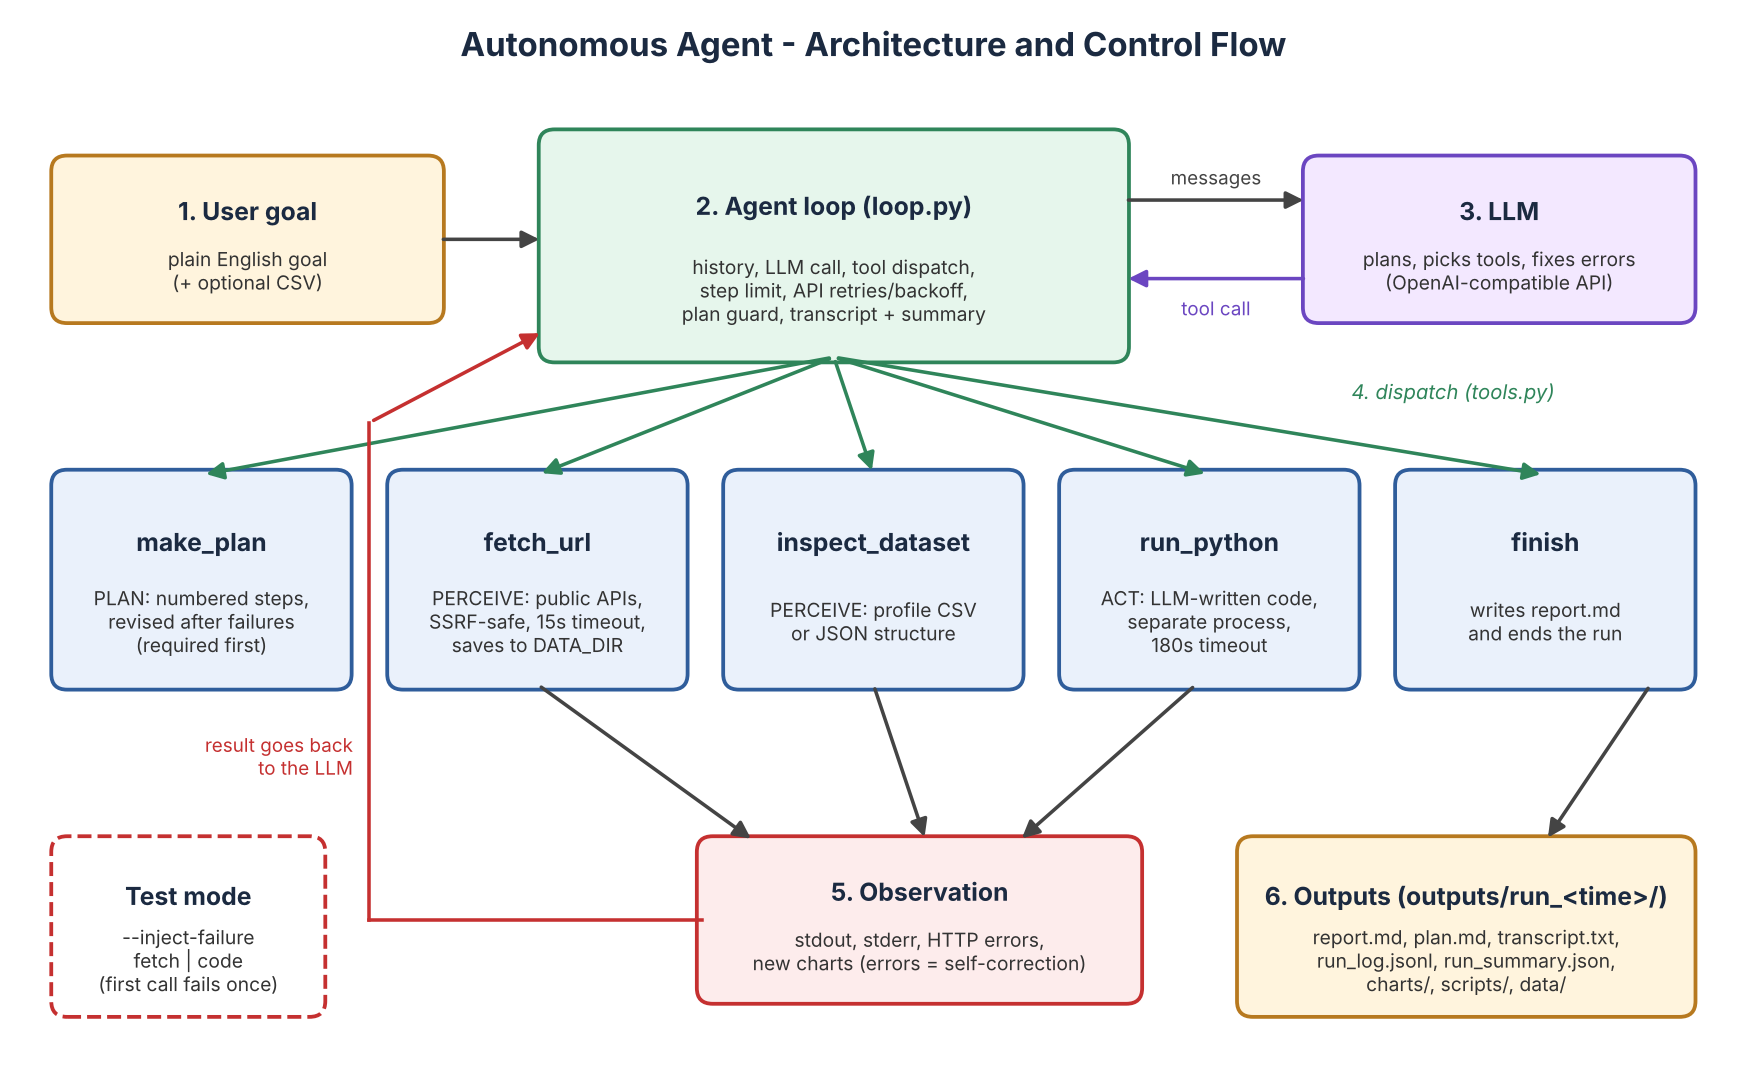 Autonomous Agent - Architecture and Control Flow
1. User goal
plain English goal
(+ optional CSV)
2. Agent loop (loop.py)
history, LLM call, tool dispatch,
step limit, API retries/backoff,
plan guard, transcript + summary
messages
tool call
3. LLM
plans, picks tools, fixes errors
(OpenAI-compatible API)
4. dispatch (tools.py)
make_plan
PLAN: numbered steps,
revised after failures
(required first)
fetch_url
PERCEIVE: public APIs,
SSRF-safe, 15s timeout,
saves to DATA_DIR
inspect_dataset
PERCEIVE: profile CSV
or JSON structure
run_python
ACT: LLM-written code,
separate process,
180s timeout
finish
writes report.md
and ends the run
result goes back
to the LLM
Test mode
--inject-failure
fetch | code
(first call fails once)
5. Observation
stdout, stderr, HTTP errors,
new charts (errors = self-correction)
6. Outputs (outputs/run_<time>/)
report.md, plan.md, transcript.txt,
run_log.jsonl, run_summary.json,
charts/, scripts/, data/